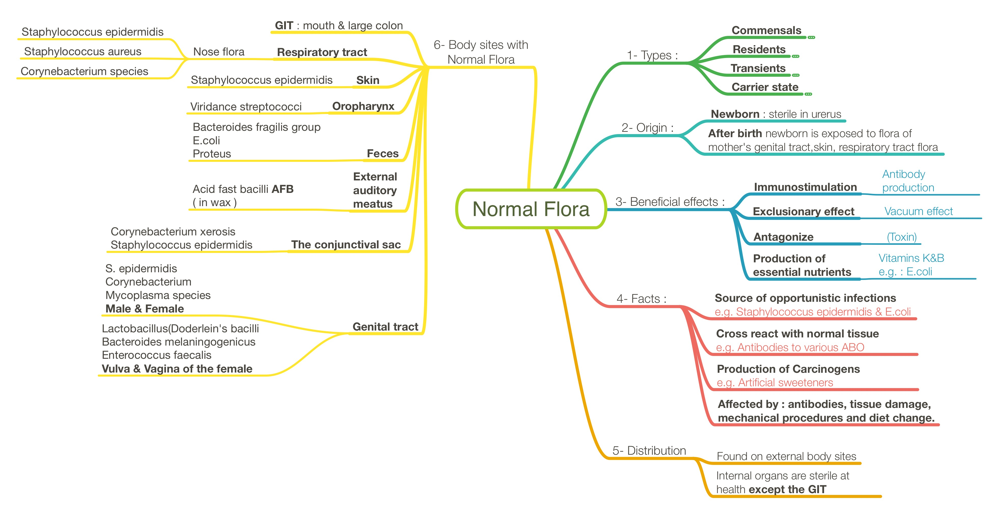 Normal Flora
1- Types :
Commensals
Residents
Transients
Carrier state
2- Origin :
Newborn : sterile in urerus
After birth newborn is exposed to flora of
mother's genital tract,skin, respiratory tract flora
3- Beneficial effects :
Immunostimulation
Antibody
production
Exclusionary effect
Vacuum effect
Antagonize
(Toxin)
Production of
essential nutrients
Vitamins K&B
e.g. : E.coli
4- Facts :
Source of opportunistic infections
e.g. Staphylococcus epidermidis & E.coli
Cross react with normal tissue
e.g. Antibodies to various ABO
Production of Carcinogens
e.g. Artificial sweeteners
Affected by : antibodies, tissue damage,
mechanical procedures and diet change.
5- Distribution
Found on external body sites
Internal organs are sterile at
health except the GIT
6- Body sites with
Normal Flora
GIT : mouth & large colon
Respiratory tract
Nose flora
Staphylococcus epidermidis
Staphylococcus aureus
Corynebacterium species
Skin
Staphylococcus epidermidis
Oropharynx
Viridance streptococci
Feces
Bacteroides fragilis group
E.coli
Proteus
External
auditory
meatus
Acid fast bacilli AFB
( in wax )
The conjunctival sac
Corynebacterium xerosis
Staphylococcus epidermidis
Genital tract
S. epidermidis
Corynebacterium
Mycoplasma species
Male & Female
Lactobacillus(Doderlein's bacilli
Bacteroides melaningogenicus
Enterococcus faecalis
Vulva & Vagina of the female